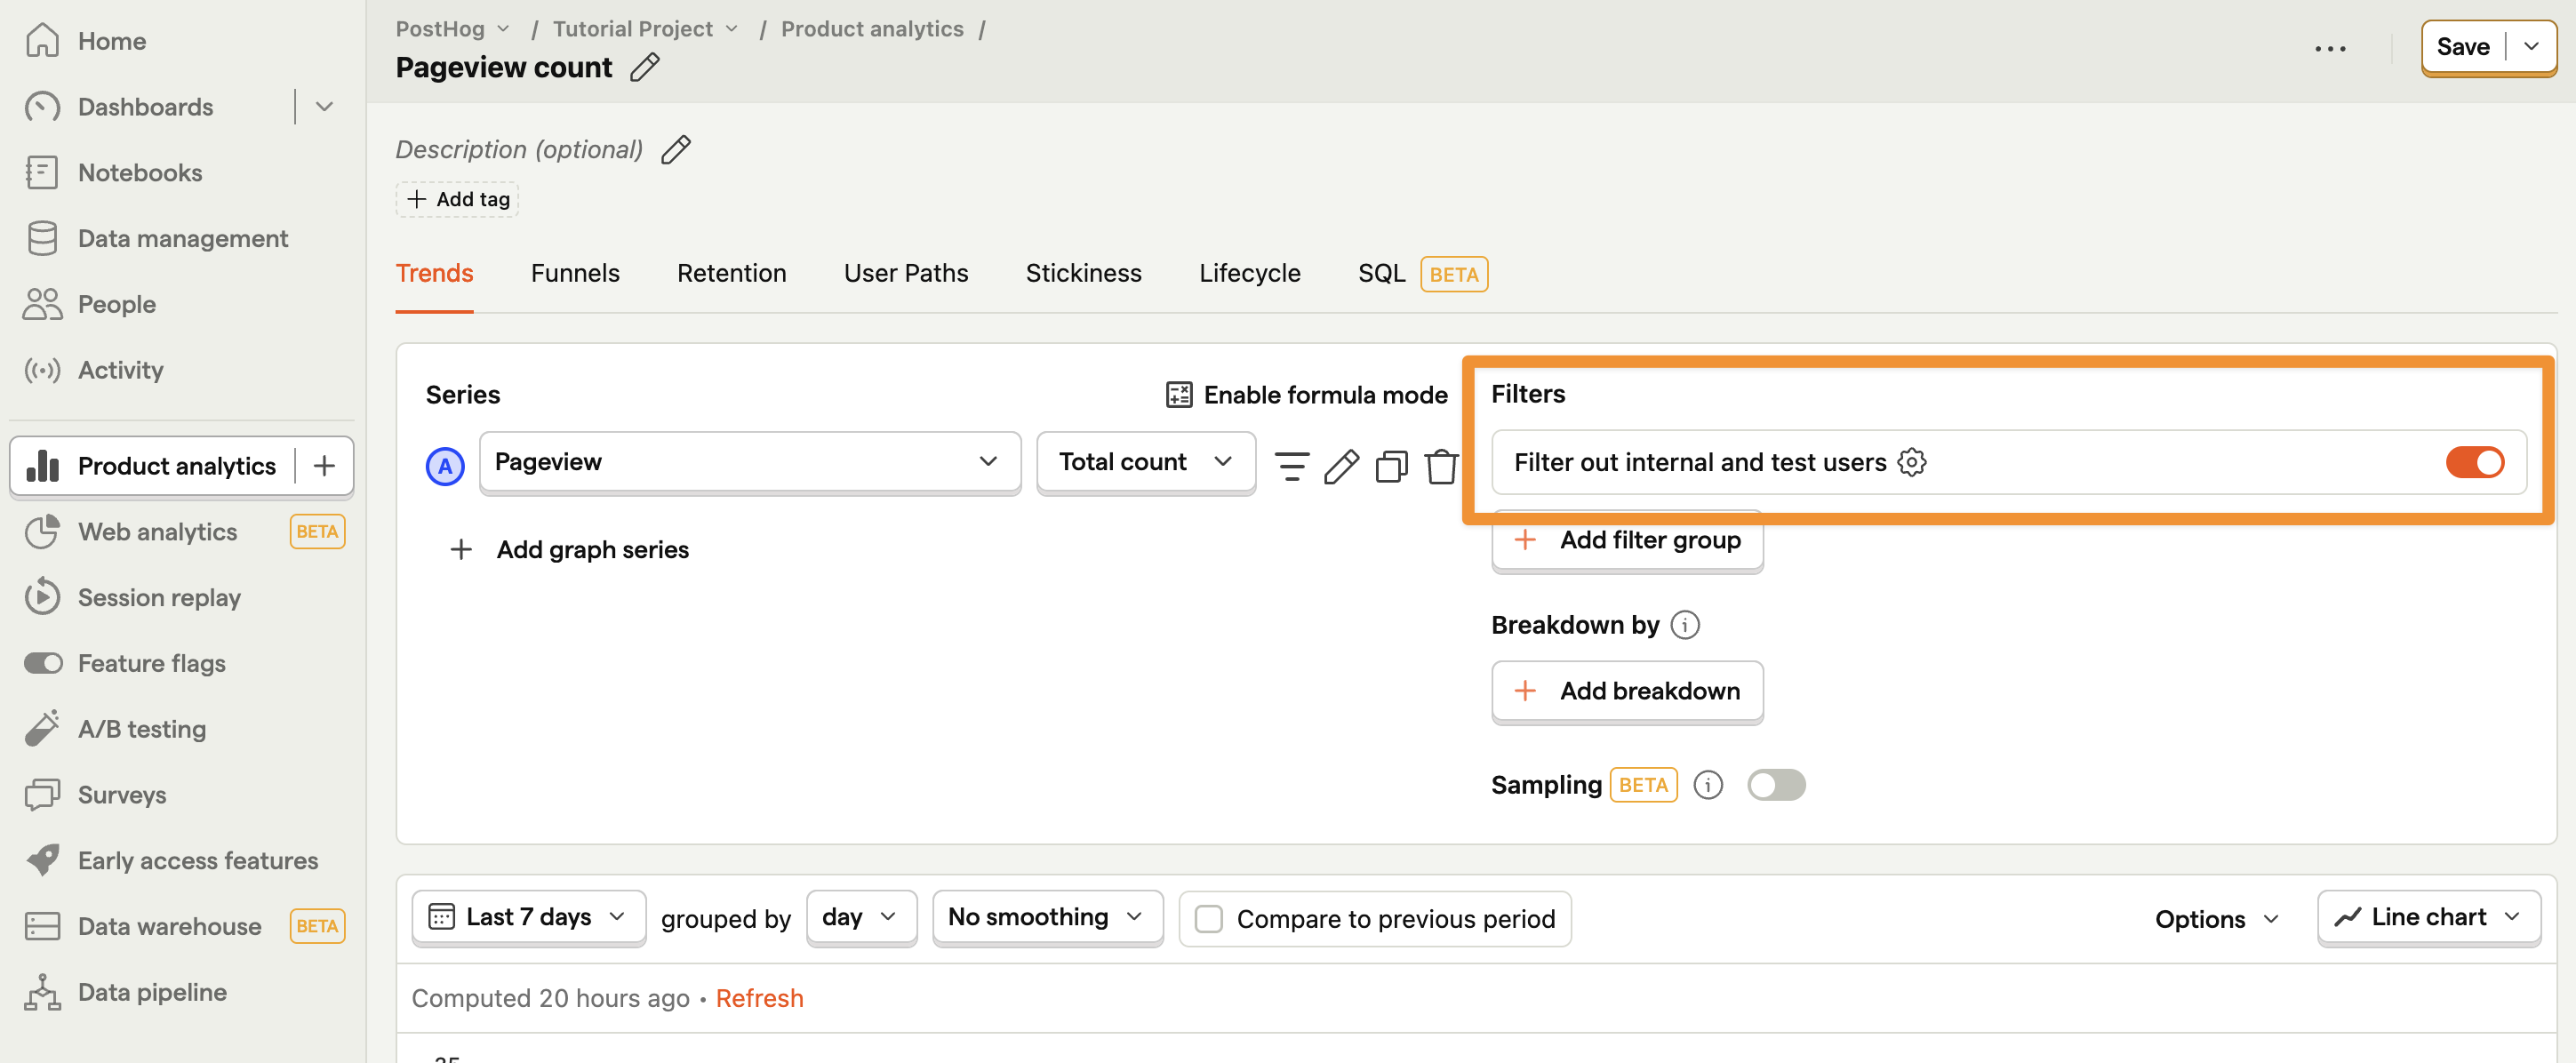 Home
Dashboards
Notebooks
Data management
People
Activity
Product analytics
Web analytics BETA
Session replay
Feature flags
A/B testing
Surveys
Early access features
Data warehouse BETA
Data pipeline
PostHog / Tutorial Project / Product analytics /
Pageview count
Save
Description (optional)
+ Add tag
Trends Funnels Retention User Paths Stickiness Lifecycle SQL BETA
Series Enable formula mode
A Pageview Total count
+ Add graph series
Filters
Filter out internal and test users
+ Add filter group
Breakdown by
+ Add breakdown
Sampling BETA
Last 7 days grouped by day No smoothing Compare to previous period Options Line chart
Computed 20 hours ago • Refresh